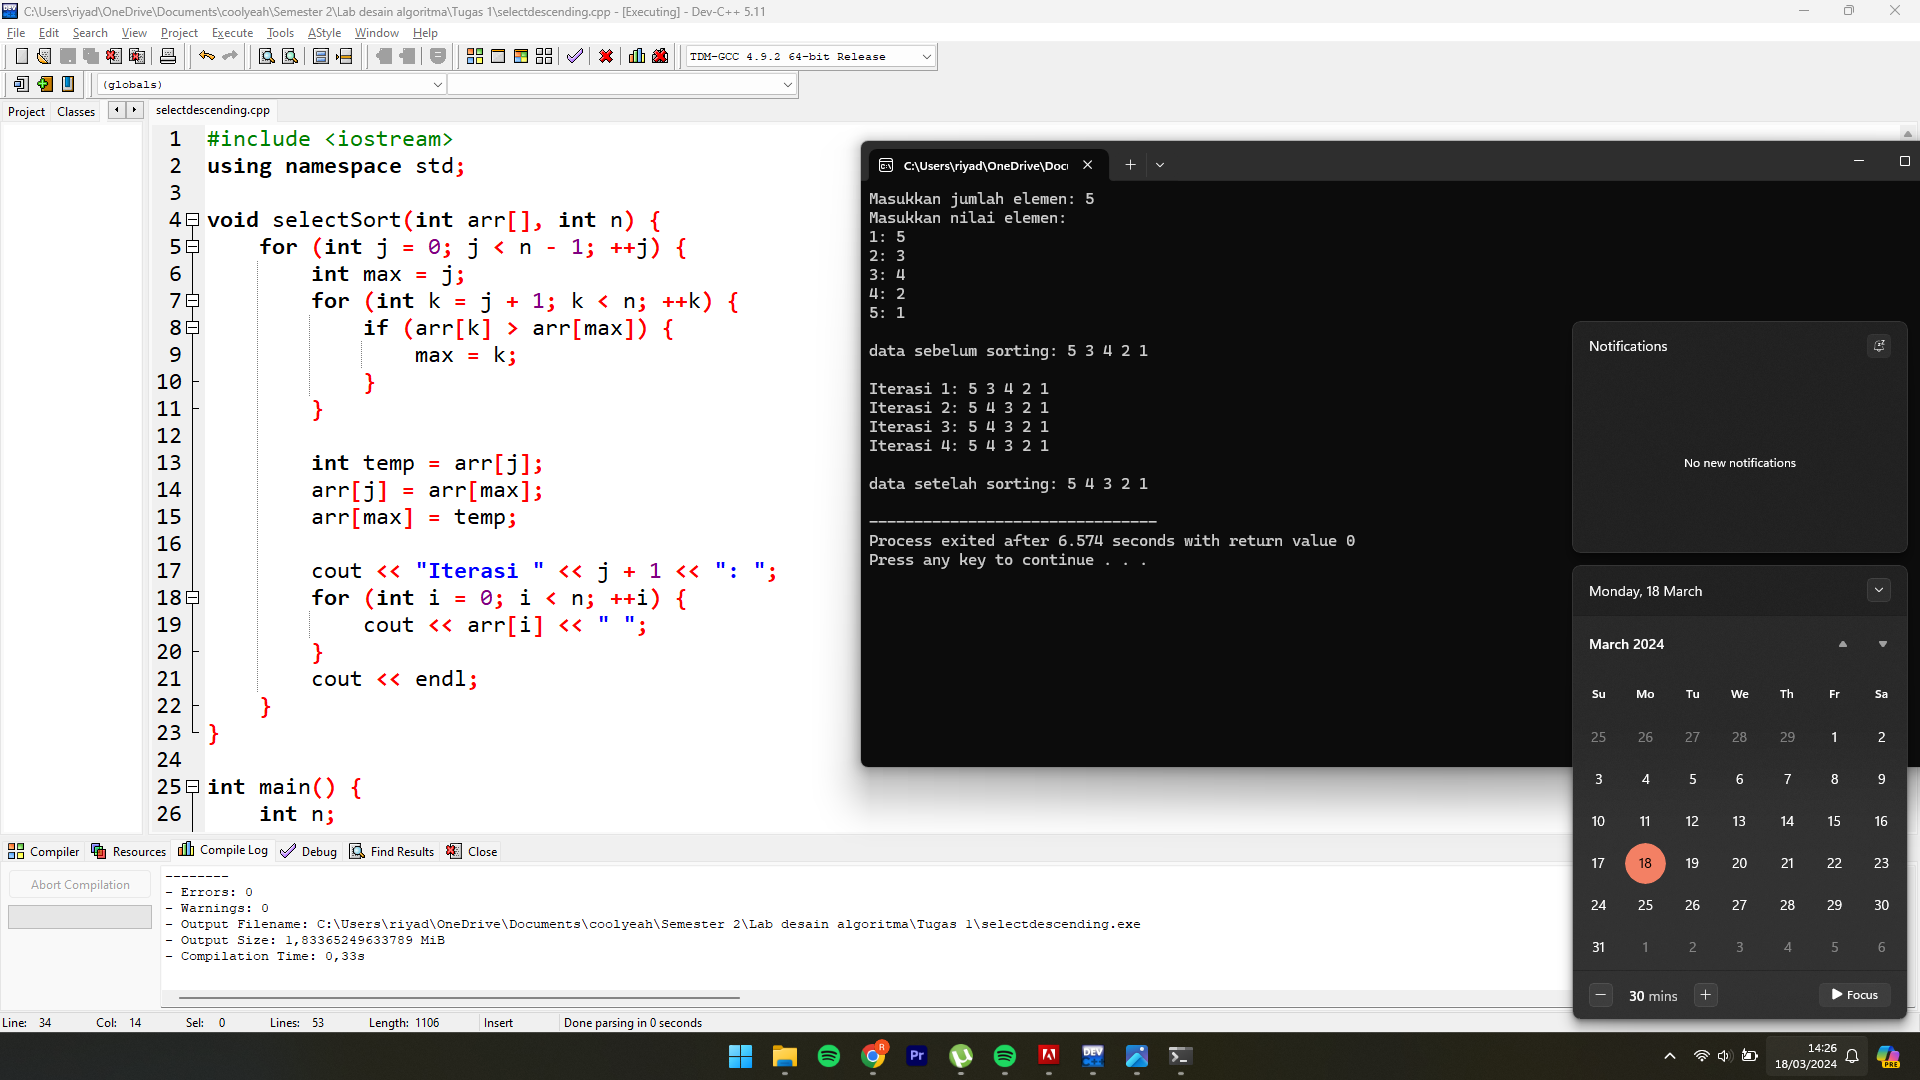 C:\Users\riyad\OneDrive\Documents\coolyeah\Semester 2\Lab desain algoritma\Tugas 1\selectdescending.cpp - [Executing] - Dev-C++ 5.11
File Edit Search View Project Execute Tools AStyle Window Help
TDM-GCC 4.9.2 64-bit Release
(globals)
Project Classes selectdescending.cpp
1 #include <iostream>
2 using namespace std;
3
4 void selectSort(int arr[], int n) {
5 for (int j = 0; j < n - 1; ++j) {
6 int max = j;
7 for (int k = j + 1; k < n; ++k) {
8 if (arr[k] > arr[max]) {
9 max = k;
10 }
11 }
12
13 int temp = arr[j];
14 arr[j] = arr[max];
15 arr[max] = temp;
16
17 cout << "Iterasi " << j + 1 << ": ";
18 for (int i = 0; i < n; ++i) {
19 cout << arr[i] << " ";
20 }
21 cout << endl;
22 }
23 }
24
25 int main() {
26 int n;
C:\Users\riyad\OneDrive\Doc
Masukkan jumlah elemen: 5
Masukkan nilai elemen:
1: 5
2: 3
3: 4
4: 2
5: 1
data sebelum sorting: 5 3 4 2 1
Iterasi 1: 5 3 4 2 1
Iterasi 2: 5 4 3 2 1
Iterasi 3: 5 4 3 2 1
Iterasi 4: 5 4 3 2 1
data setelah sorting: 5 4 3 2 1
--------------------------------
Process exited after 6.574 seconds with return value 0
Press any key to continue . . .
Notifications
No new notifications
Monday, 18 March
March 2024
Su Mo Tu We Th Fr Sa
25 26 27 28 29 1 2
3 4 5 6 7 8 9
10 11 12 13 14 15 16
17 18 19 20 21 22 23
24 25 26 27 28 29 30
31 1 2 3 4 5 6
30 mins Focus
Compiler Resources Compile Log Debug Find Results Close
Abort Compilation
--------
- Errors: 0
- Warnings: 0
- Output Filename: C:\Users\riyad\OneDrive\Documents\coolyeah\Semester 2\Lab desain algoritma\Tugas 1\selectdescending.exe
- Output Size: 1,83365249633789 MiB
- Compilation Time: 0,33s
Line: 34 Col: 14 Sel: 0 Lines: 53 Length: 1106 Insert Done parsing in 0 seconds
R
Pr
DEV
PRE
14:26
18/03/2024